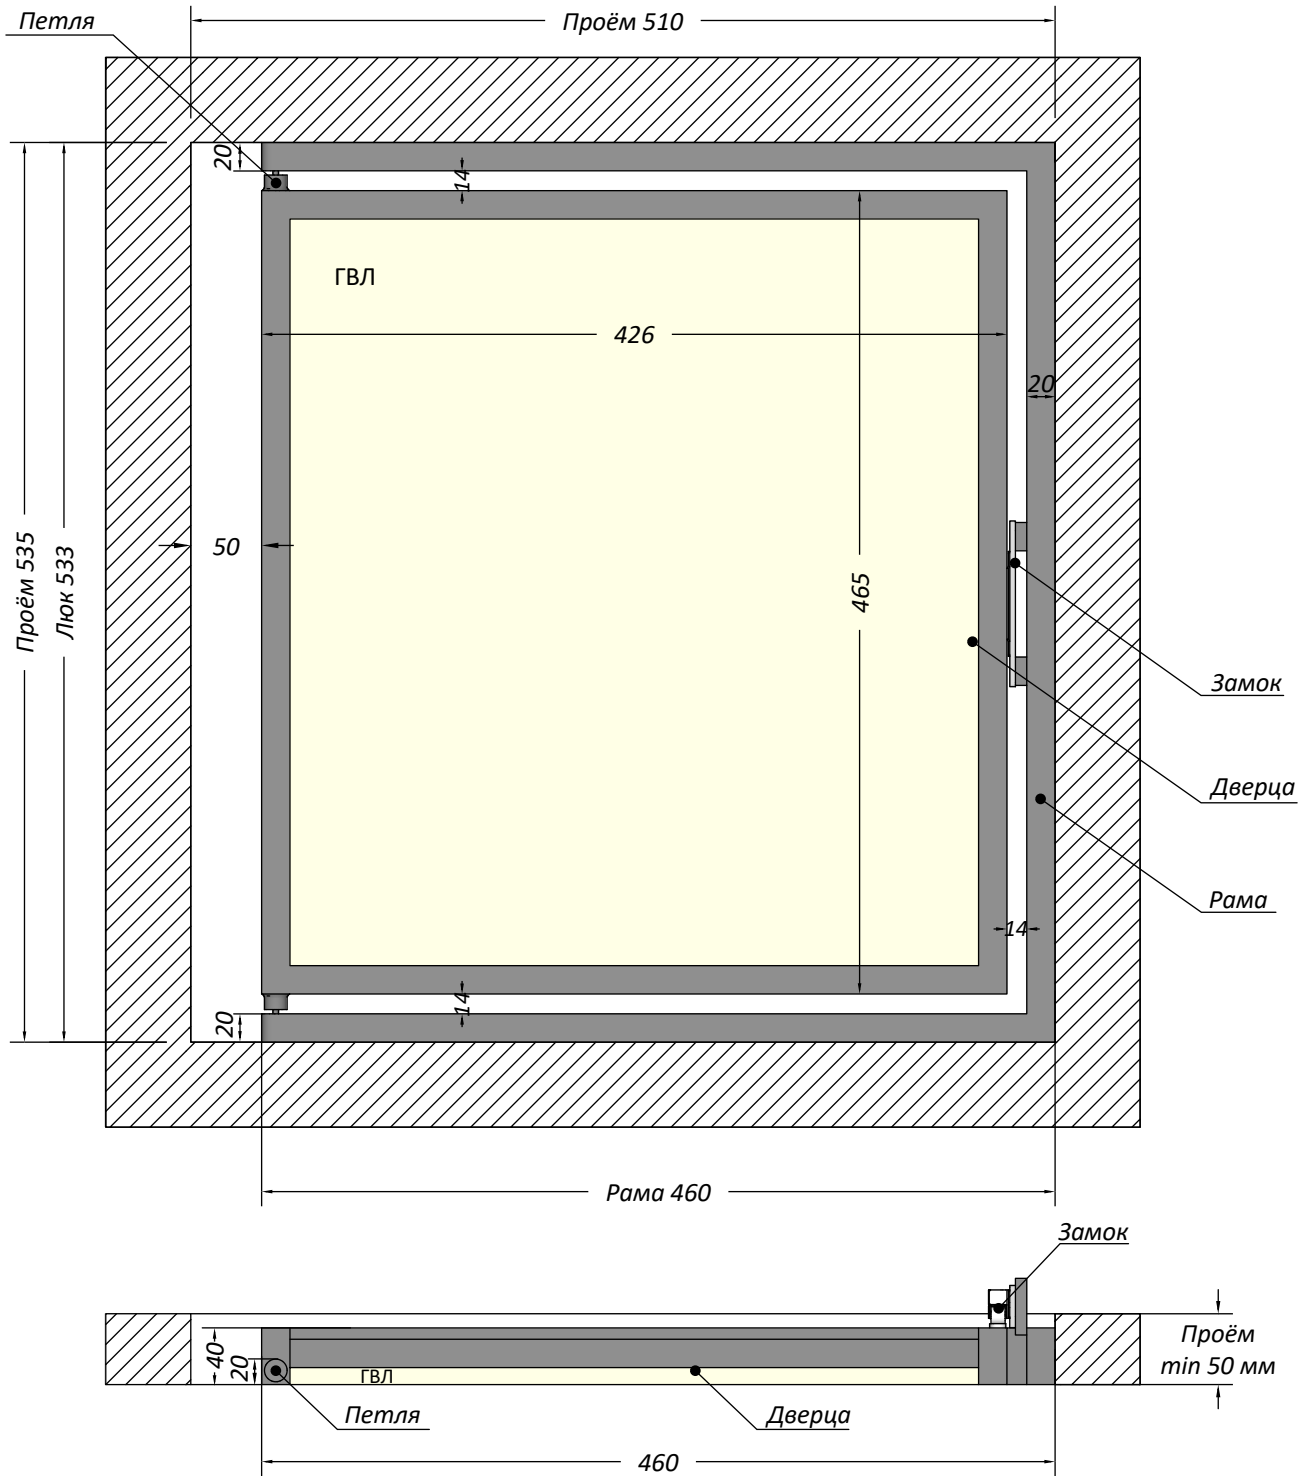 Петля
Проём 510
20
14
ГВЛ
426
20
Проём 535
Люк 533
50
465
Замок
Дверца
Рама
14
14
20
Рама 460
Замок
40
20
ГВЛ
Проём
min 50 мм
Петля
Дверца
460